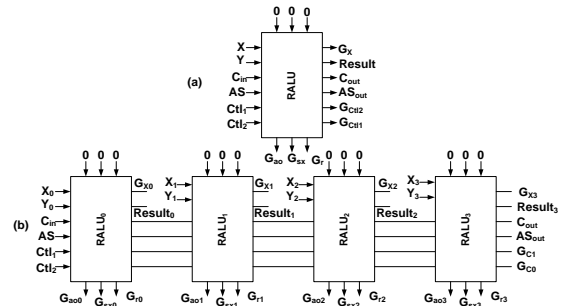 0 0 0
X
Y
Cin
AS
Ctl1
Ctl2
(a)
RALU
GX
Result
Cout
ASout
GCtl2
GCtl1
Gao Gsx Gr
(b)
0 0 0
X0
Y0
Cin
AS
Ctl1
Ctl2
RALU0
GX0
Result0
Gao0 Gsx0 Gr0
0 0 0
X1
Y1
RALU1
GX1
Result1
Gao1 Gsx1 Gr1
0 0 0
X2
Y2
RALU2
GX2
Result2
Gao2 Gsx2 Gr2
0 0 0
X3
Y3
RALU3
GX3
Result3
Cout
ASout
GC1
GC0
Gao3 Gsx3 Gr3